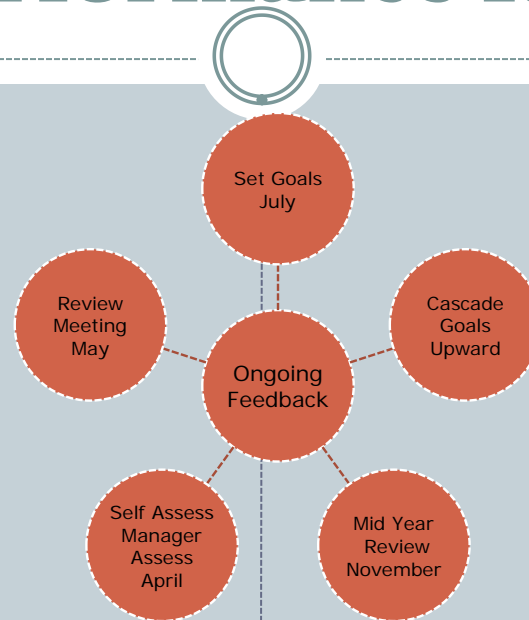 Set Goals
July
Cascade
Goals
Upward
Mid Year
Review
November
Self Assess
Manager
Assess
April
Review
Meeting
May
Ongoing
Feedback